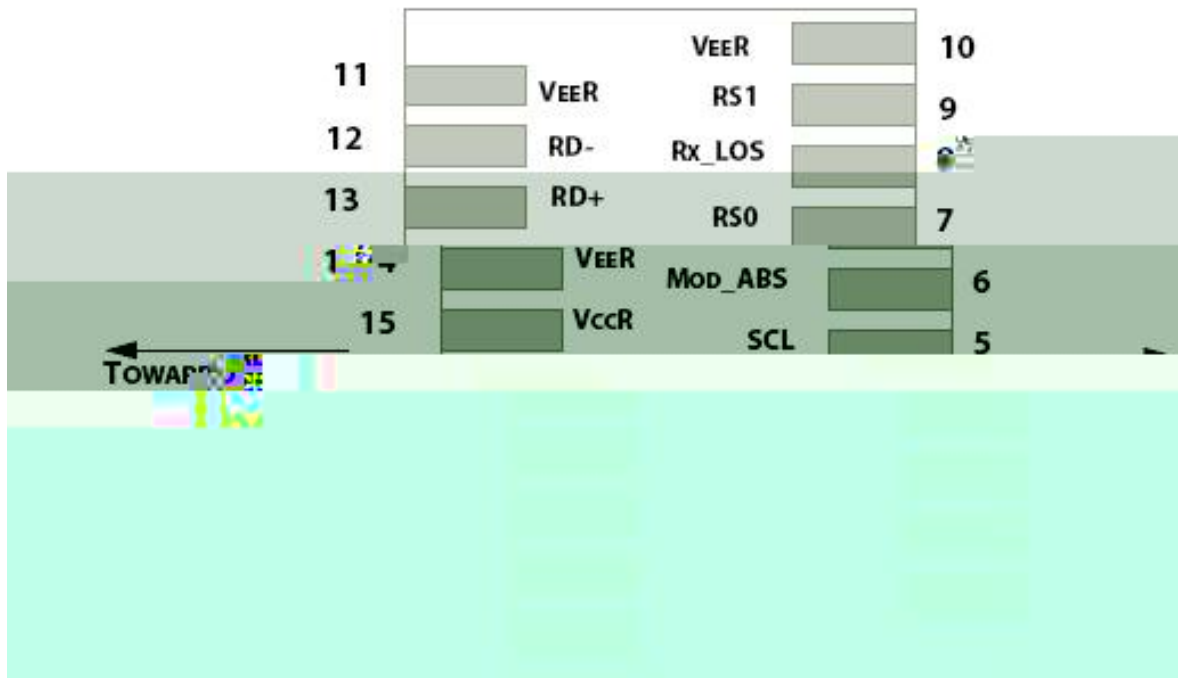 VEER 10
11 VEER
RS1 9
12 RD-
RX_LOS
13 RD+
RS0 7
VEER
MOD_ABS 6
15 VCCR
SCL 5